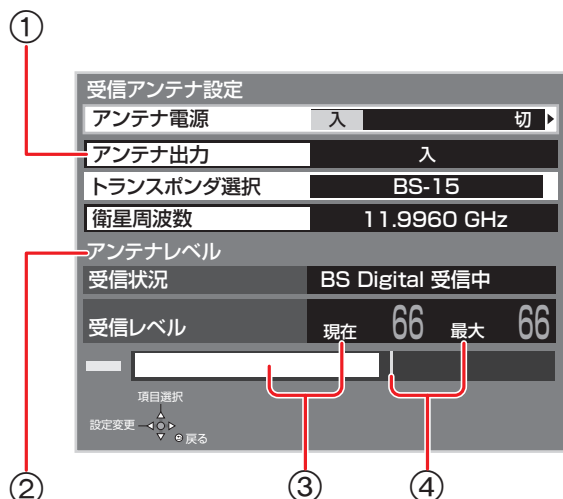 ①
受信アンテナ設定
アンテナ電源 入 切
アンテナ出力 入
トランスポンダ選択 BS-15
衛星周波数 11.9960 GHz
アンテナレベル
受信状況 BS Digital 受信中
受信レベル 現在 66 最大 66
項目選択
設定変更
戻る
② ③ ④